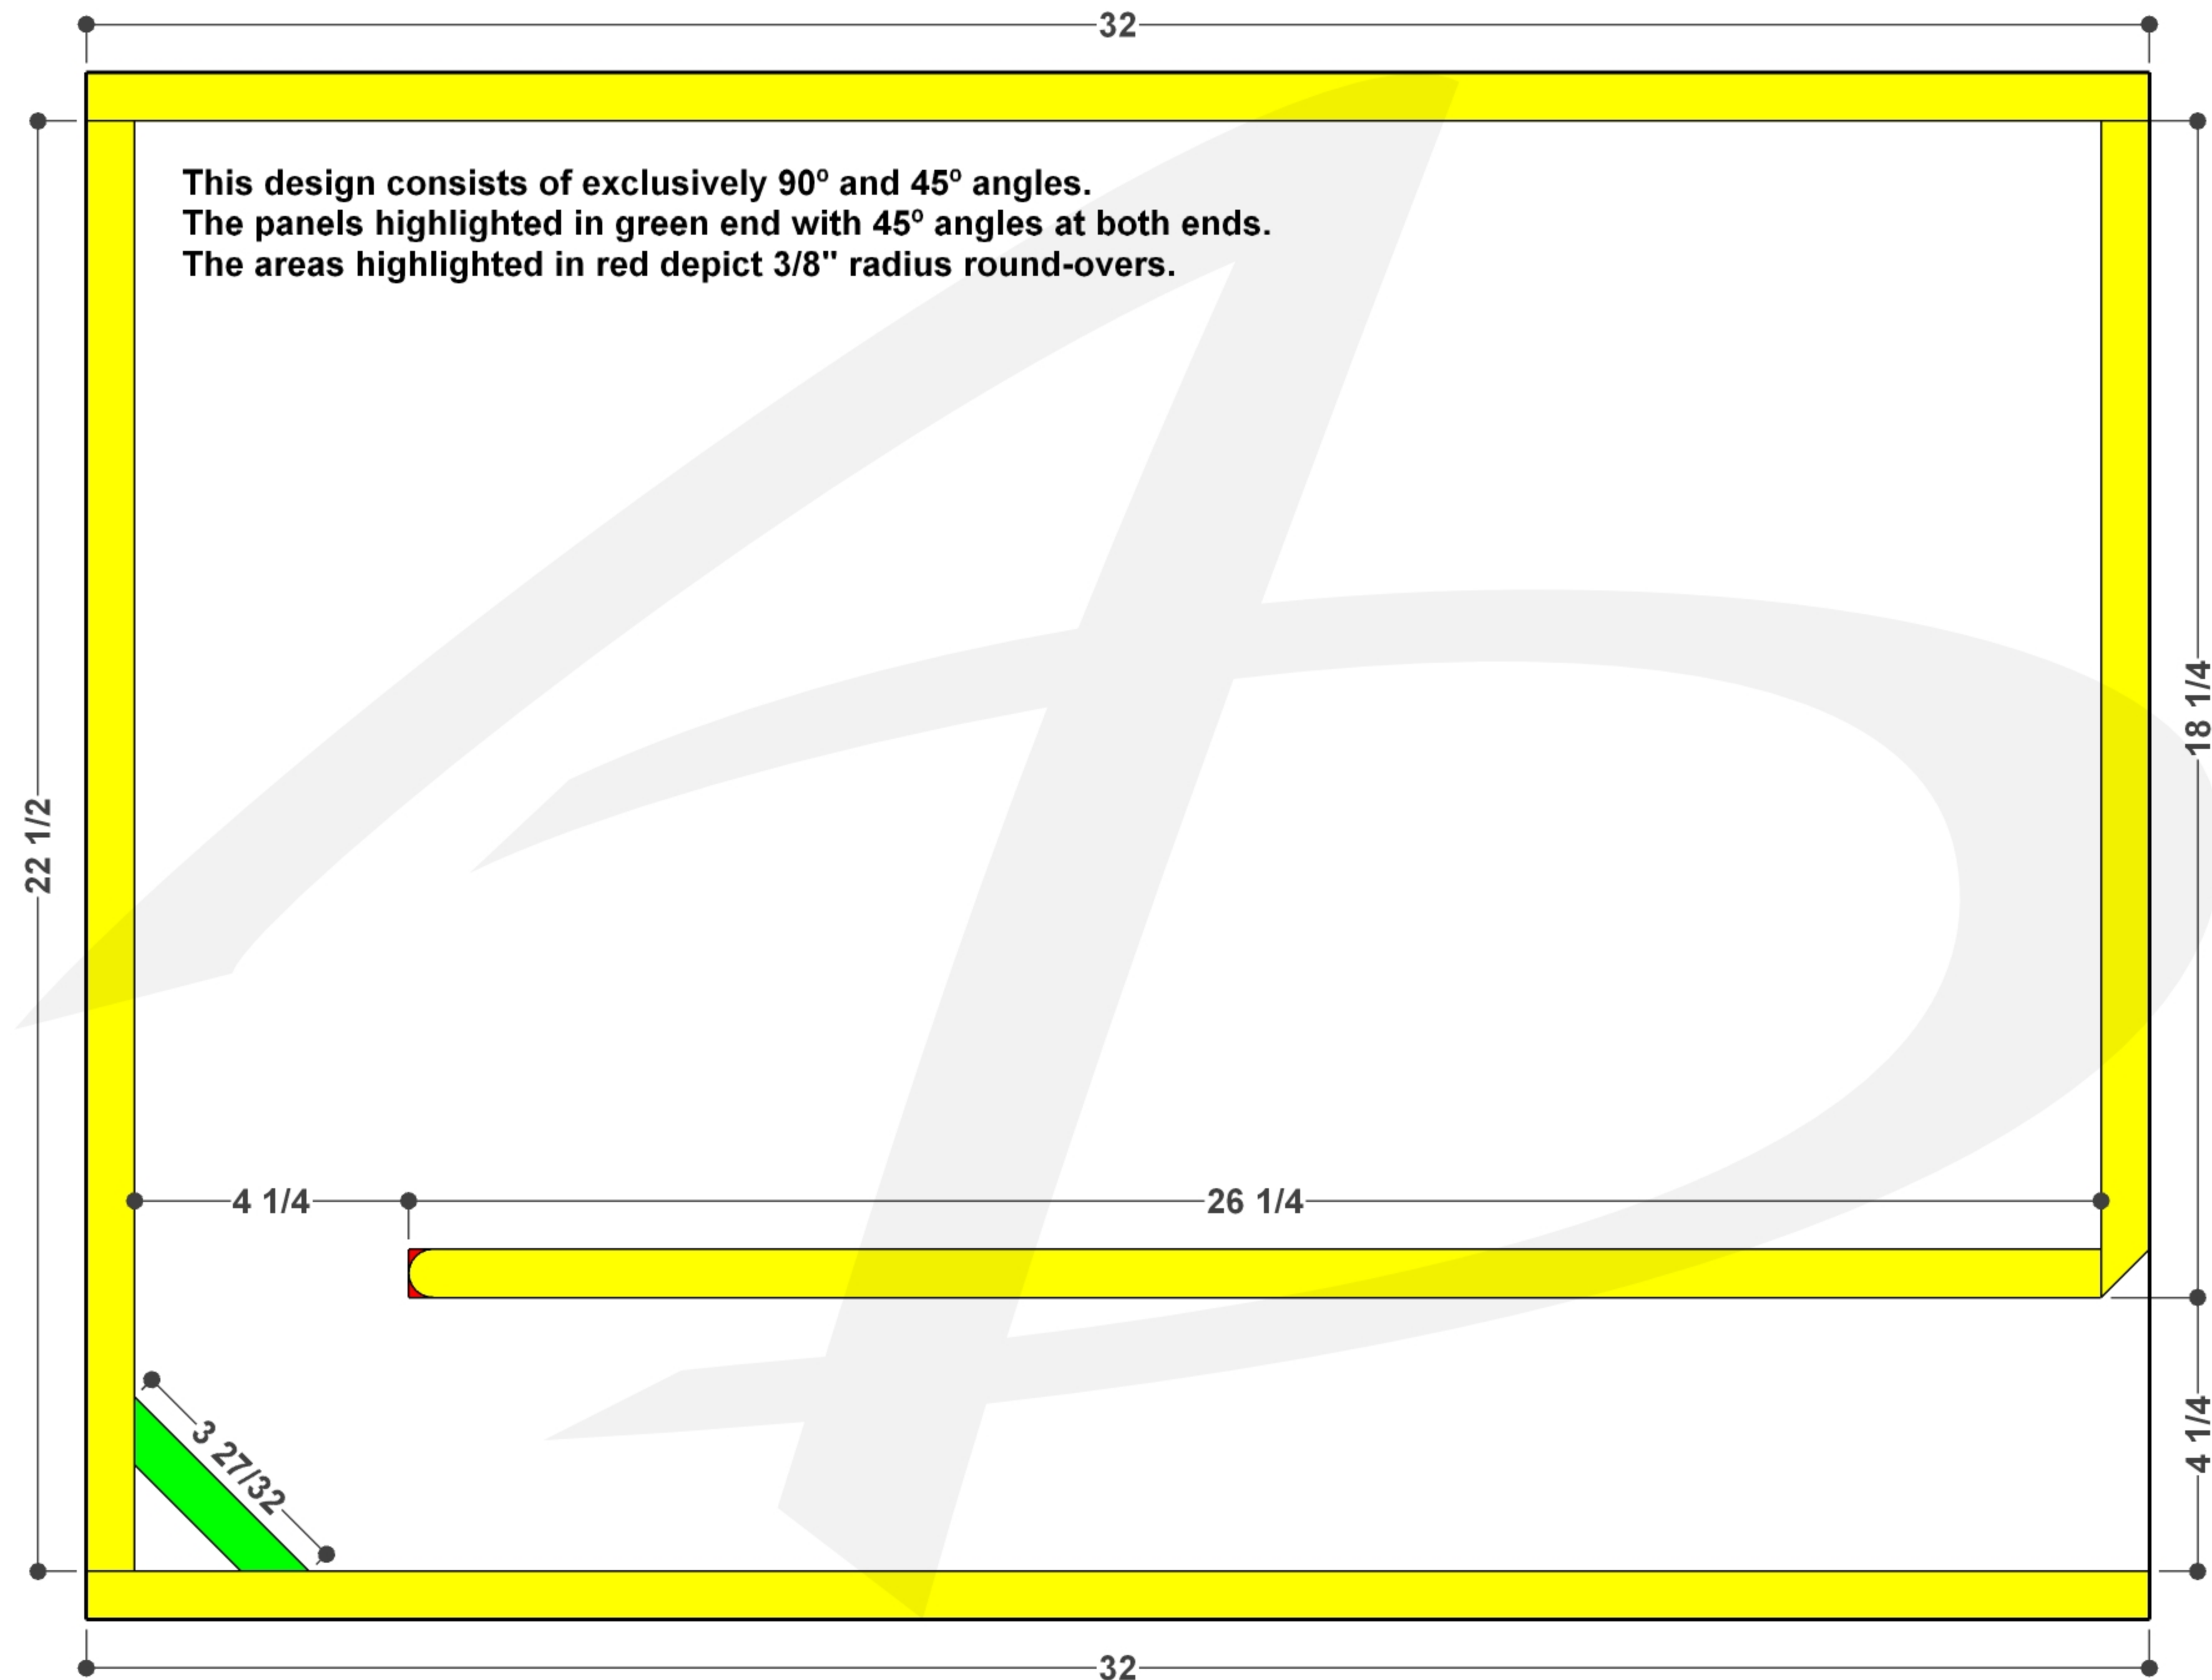 32
This design consists of exclusively 90º and 45º angles.
The panels highlighted in green end with 45º angles at both ends.
The areas highlighted in red depict 3/8" radius round-overs.
18 1/4
22 1/2
4 1/4
26 1/4
3 27/32
4 1/4
32